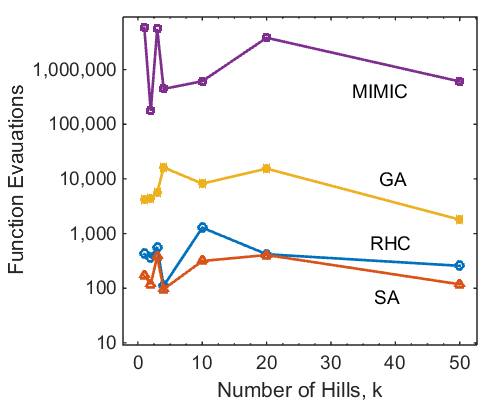 1,000,000
100,000
10,000
1,000
100
10
Function Evauations
MIMIC
GA
RHC
SA
0 10 20 30 40 50
Number of Hills, k